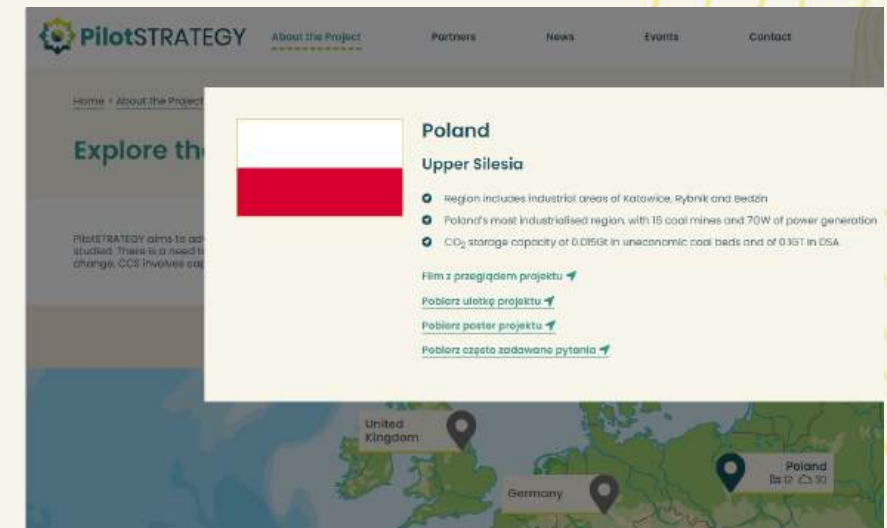 PilotSTRATEGY
About the Project
Partners
News
Events
Contact
Home > About the Project
Explore the
PilotSTRATEGY aims to adv
studied. There is a need t
change. CCS involves cap
Poland
Upper Silesia
Region includes industrial areas of Katowice, Rybnik and Bedzin
Poland's most industrialised region, with 16 coal mines and 7GW of power generation
CO₂ storage capacity of 0.015Gt in uneconomic coal beds and of 0.1GT in DSA
Film z przeglądem projektu
Pobierz ulotkę projektu
Pobierz poster projektu
Pobierz często zadawane pytania
United
Kingdom
Germany
Poland
12 30